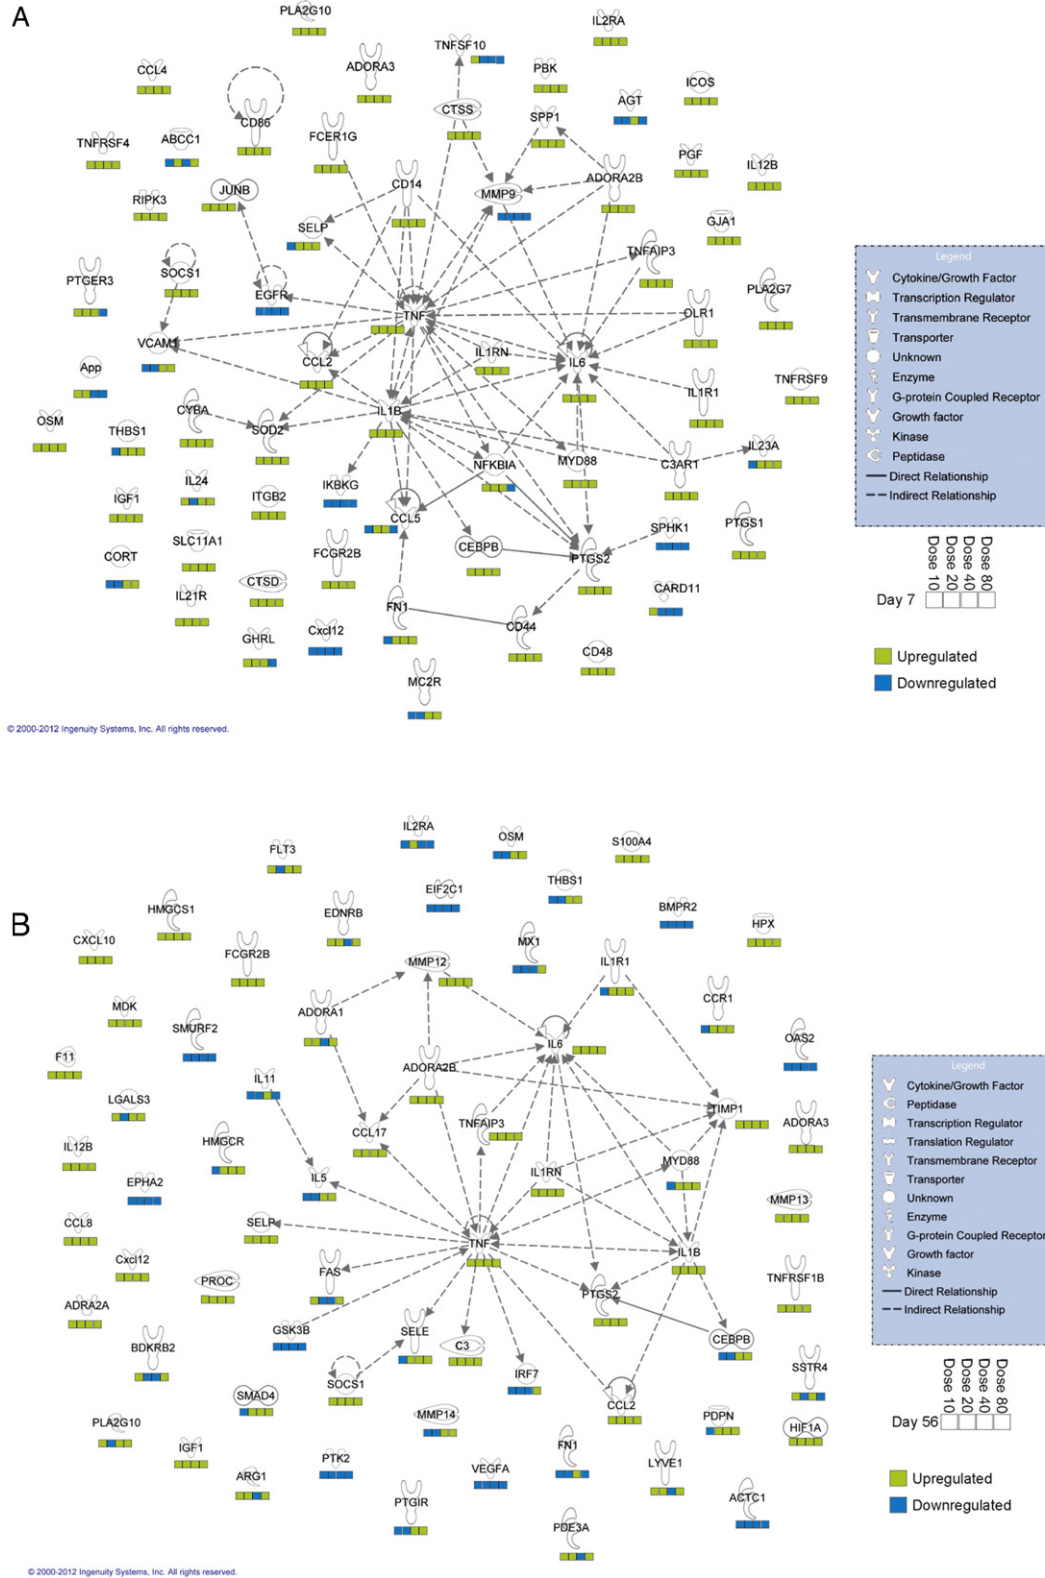 A
PLA2G10
IL2RA
TNFSF10
ADORA3
CCL4
PBK
ICOS
AGT
CTSS
SPP1
CD86
FCER1G
TNFRSF4
ABCC1
PGF
IL12B
ADORA2B
CD14
JUNB
MMP9
RIPK3
GJA1
SELP
TNFAIP3
PTGER3
SOCS1
EGFR
PLA2G7
OLR1
TNF
VCAM1
CCL2
IL1RN
IL6
App
TNFRSF9
IL1R1
CYBA
IL1B
OSM
THBS1
SOD2
IL23A
NFKBIA
MYD88
C3AR1
IL24
IKBKG
ITGB2
IGF1
CCL5
SPHK1
PTGS1
SLC11A1
CORT
FCGR2B
CEBPB
PTGS2
CTSD
IL21R
CARD11
FN1
GHRL
Cxcl12
CD44
CD48
MC2R
Legend
Cytokine/Growth Factor
Transcription Regulator
Transmembrane Receptor
Transporter
Unknown
Enzyme
G-protein Coupled Receptor
Growth factor
Kinase
Peptidase
Direct Relationship
Indirect Relationship
Dose 10
Dose 20
Dose 40
Dose 80
Day 7
Upregulated
Downregulated
© 2000-2012 Ingenuity Systems, Inc. All rights reserved.
B
IL2RA
OSM
S100A4
FLT3
EIF2C1
THBS1
BMPR2
HMGCS1
EDNRB
HPX
CXCL10
MX1
FCGR2B
MMP12
IL1R1
CCR1
MDK
ADORA1
SMURF2
OAS2
IL6
F11
ADORA2B
IL11
LGALS3
TIMP1
ADORA3
TNFAIP3
CCL17
HMGCR
IL12B
IL1RN
MYD88
IL5
EPHA2
MMP13
CCL8
SELP
TNF
IL1B
Cxcl12
FAS
TNFRSF1B
PROC
PTGS2
ADRA2A
GSK3B
SELE
C3
CEBPB
BDKRB2
SSTR4
IRF7
SOCS1
SMAD4
CCL2
MMP14
PDPN
PLA2G10
HIF1A
IGF1
FN1
PTK2
VEGFA
LYVE1
ARG1
PTGIR
ACTC1
PDE3A
Legend
Cytokine/Growth Factor
Peptidase
Transcription Regulator
Translation Regulator
Transmembrane Receptor
Transporter
Unknown
Enzyme
G-protein Coupled Receptor
Growth factor
Kinase
Direct Relationship
Indirect Relationship
Dose 10
Dose 20
Dose 40
Dose 80
Day 56
Upregulated
Downregulated
© 2000-2012 Ingenuity Systems, Inc. All rights reserved.